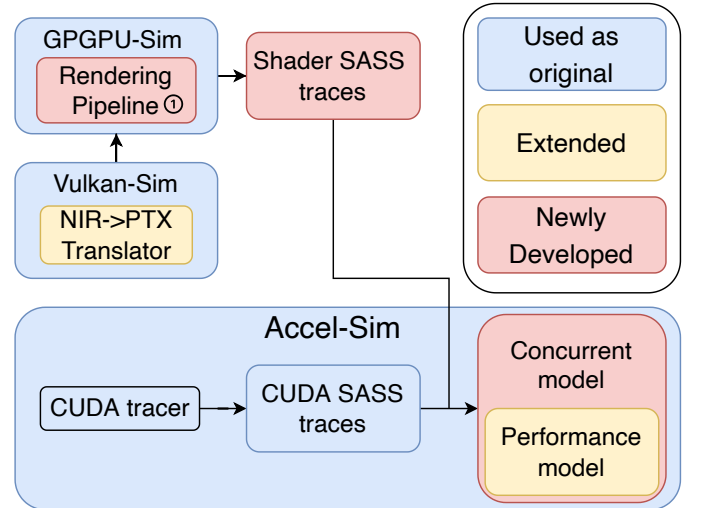 GPGPU-Sim
Rendering
Pipeline ①
Shader SASS
traces
Used as
original
Extended
Newly
Developed
Vulkan-Sim
NIR->PTX
Translator
Accel-Sim
CUDA tracer
CUDA SASS
traces
Concurrent
model
Performance
model